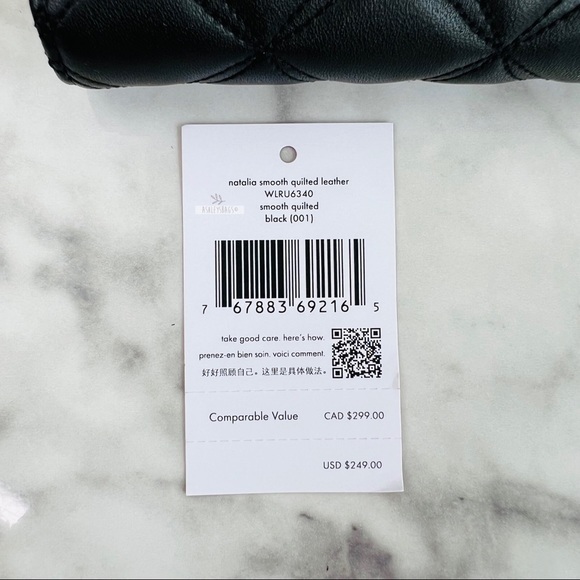 natalia smooth quilted leather
WLRU6340
smooth quilted
black (001)
7 67883 69216 5
take good care. here's how.
prenez-en bien soin. voici comment.
好好照顾自己。这里是具体做法。
Comparable Value CAD $299.00
USD $249.00